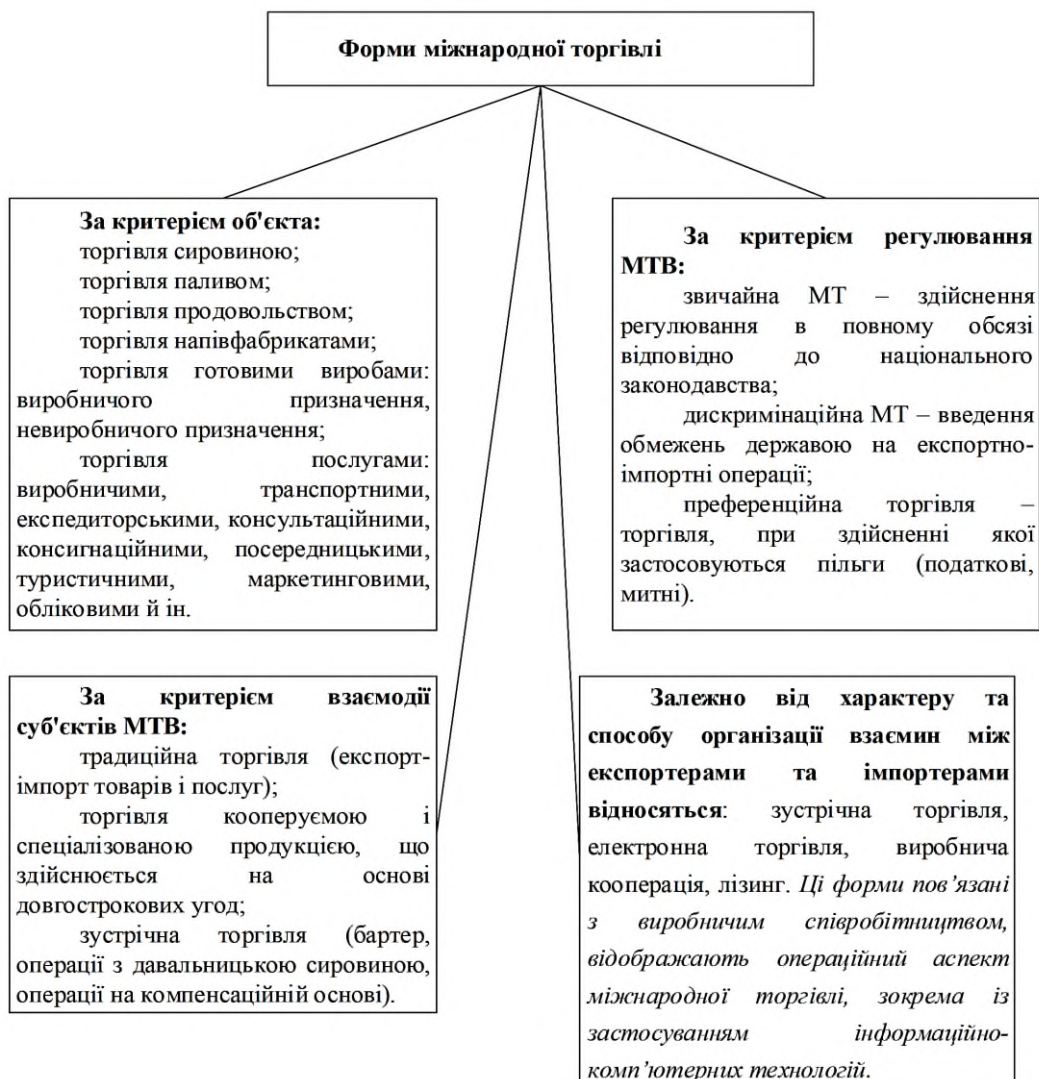 Форми міжнародної торгівлі
За критерієм об'єкта:
торгівля сировиною;
торгівля паливом;
торгівля продовольством;
торгівля напівфабрикатами;
торгівля готовими виробами:
виробничого призначення,
невиробничого призначення;
торгівля послугами:
виробничими, транспортними,
експедиторськими, консультаційними,
консигнаційними, посередницькими,
туристичними, маркетинговими,
обліковими й ін.
За критерієм регулювання
МТВ:
звичайна МТ – здійснення
регулювання в повному обсязі
відповідно до національного
законодавства;
дискримінаційна МТ – введення
обмежень державою на експортно-
імпортні операції;
преференційна торгівля –
торгівля, при здійсненні якої
застосовуються пільги (податкові,
митні).
За критерієм взаємодії
суб'єктів МТВ:
традиційна торгівля (експорт-
імпорт товарів і послуг);
торгівля кооперуємою і
спеціалізованою продукцією, що
здійснюється на основі
довгострокових угод;
зустрічна торгівля (бартер,
операції з давальницькою сировиною,
операції на компенсаційній основі).
Залежно від характеру та
способу організації взаємин між
експортерами та імпортерами
відносяться: зустрічна торгівля,
електронна торгівля, виробнича
кооперація, лізинг. Ці форми пов’язані
з виробничим співробітництвом,
відображають операційний аспект
міжнародної торгівлі, зокрема із
застосуванням інформаційно-
комп’ютерних технологій.